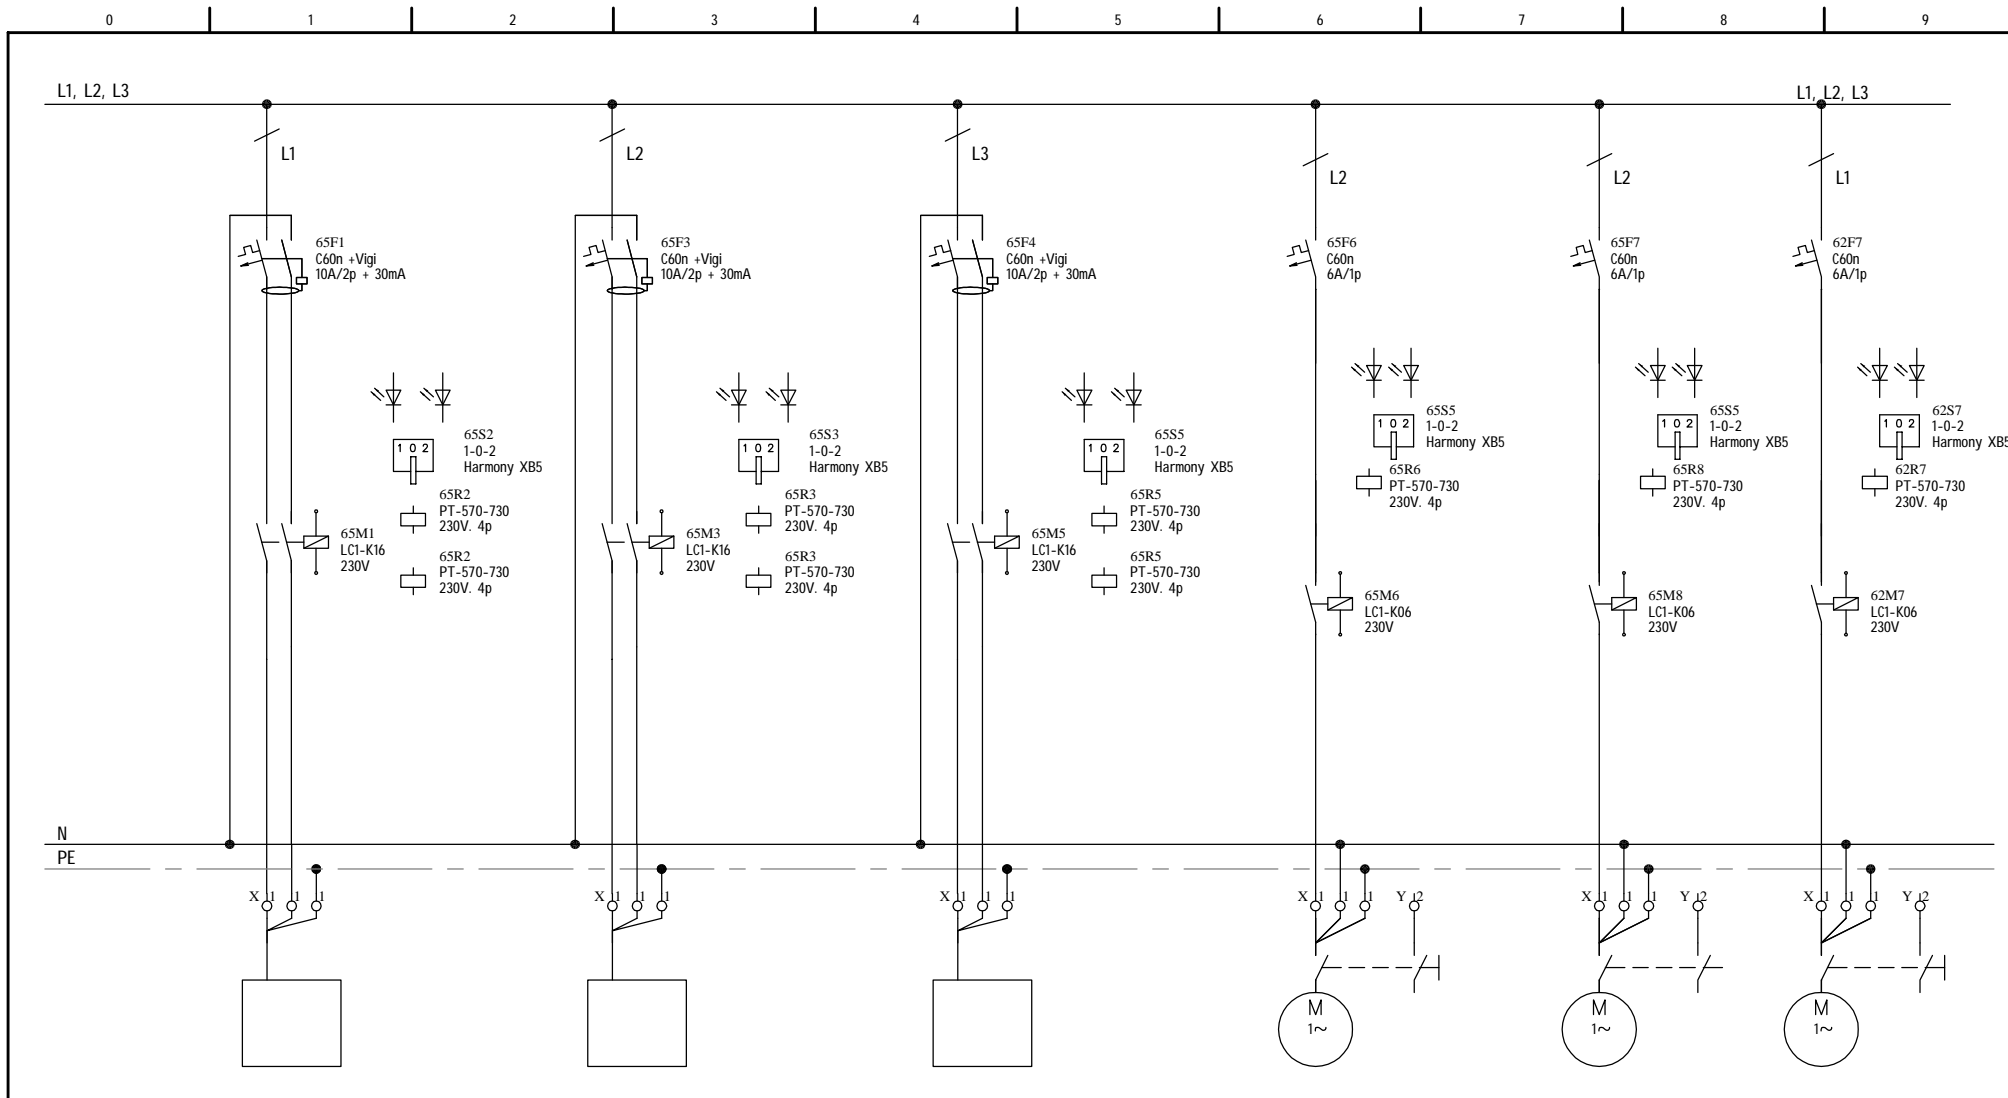 0 1 2 3 4 5 6 7 8 9
L1, L2, L3
L1, L2, L3
L1
L2
L3
L2
L2
L1
65F1
C60n +Vigi
10A/2p + 30mA
65F3
C60n +Vigi
10A/2p + 30mA
65F4
C60n +Vigi
10A/2p + 30mA
65F6
C60n
6A/1p
65F7
C60n
6A/1p
62F7
C60n
6A/1p
1 0 2
65S2
1-0-2
Harmony XB5
65R2
PT-570-730
230V. 4p
65R2
PT-570-730
230V. 4p
65M1
LC1-K16
230V
1 0 2
65S3
1-0-2
Harmony XB5
65R3
PT-570-730
230V. 4p
65R3
PT-570-730
230V. 4p
65M3
LC1-K16
230V
1 0 2
65S5
1-0-2
Harmony XB5
65R5
PT-570-730
230V. 4p
65R5
PT-570-730
230V. 4p
65M5
LC1-K16
230V
1 0 2
65S5
1-0-2
Harmony XB5
65R6
PT-570-730
230V. 4p
65M6
LC1-K06
230V
1 0 2
65S5
1-0-2
Harmony XB5
65R8
PT-570-730
230V. 4p
65M8
LC1-K06
230V
1 0 2
62S7
1-0-2
Harmony XB5
62R7
PT-570-730
230V. 4p
62M7
LC1-K06
230V
N
PE
X 1 1 1
X 1 1 1
X 1 1 1
X 1 1 1 Y 2
X 1 1 1 Y 2
X 1 1 1 Y 2
M
1~
M
1~
M
1~